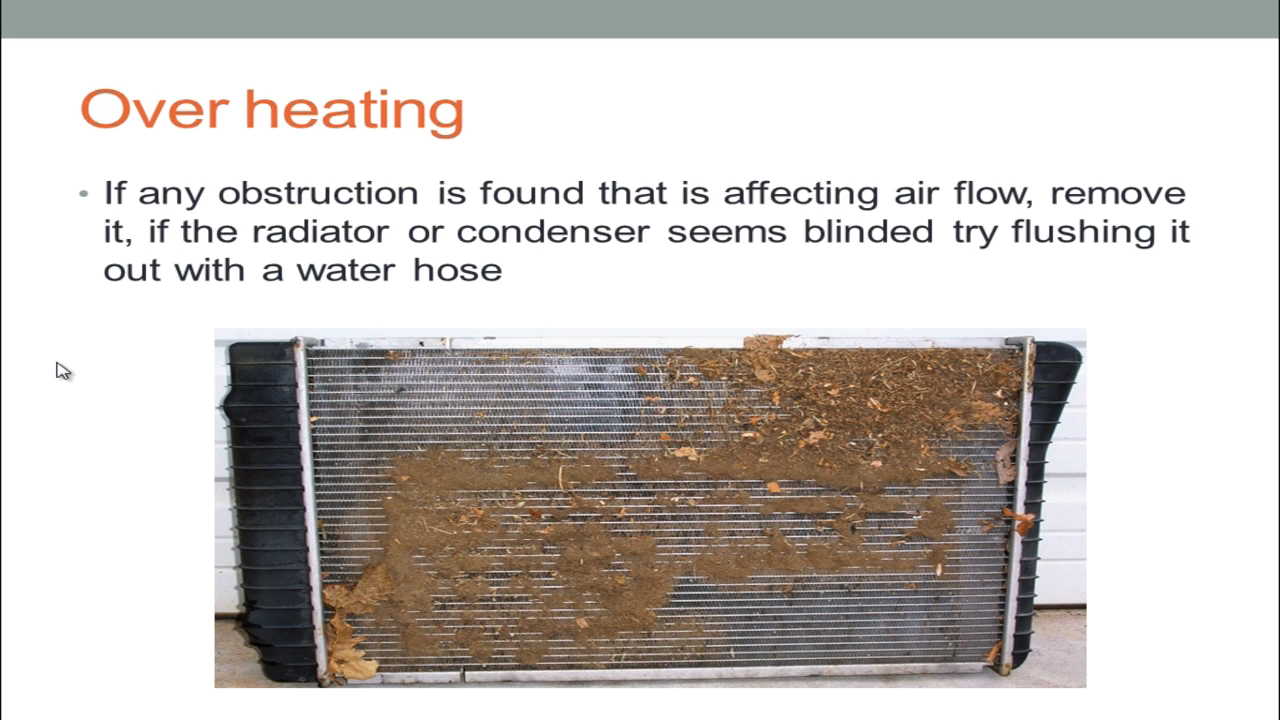 Over heating
• If any obstruction is found that is affecting air flow, remove
it, if the radiator or condenser seems blinded try flushing it
out with a water hose